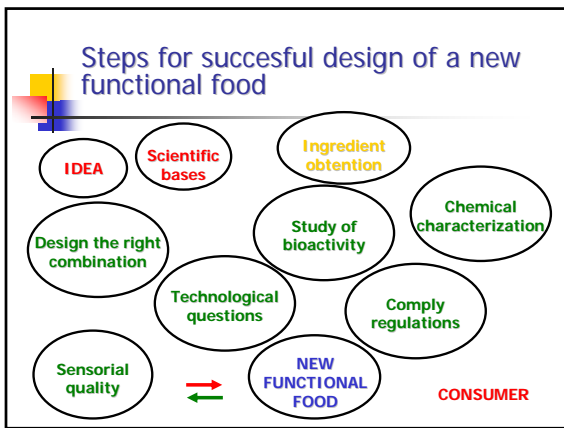 Steps for succesful design of a new
functional food
IDEA
Scientific
bases
Ingredient
obtention
Chemical
characterization
Design the right
combination
Study of
bioactivity
Technological
questions
Comply
regulations
Sensorial
quality
NEW
FUNCTIONAL
FOOD
CONSUMER